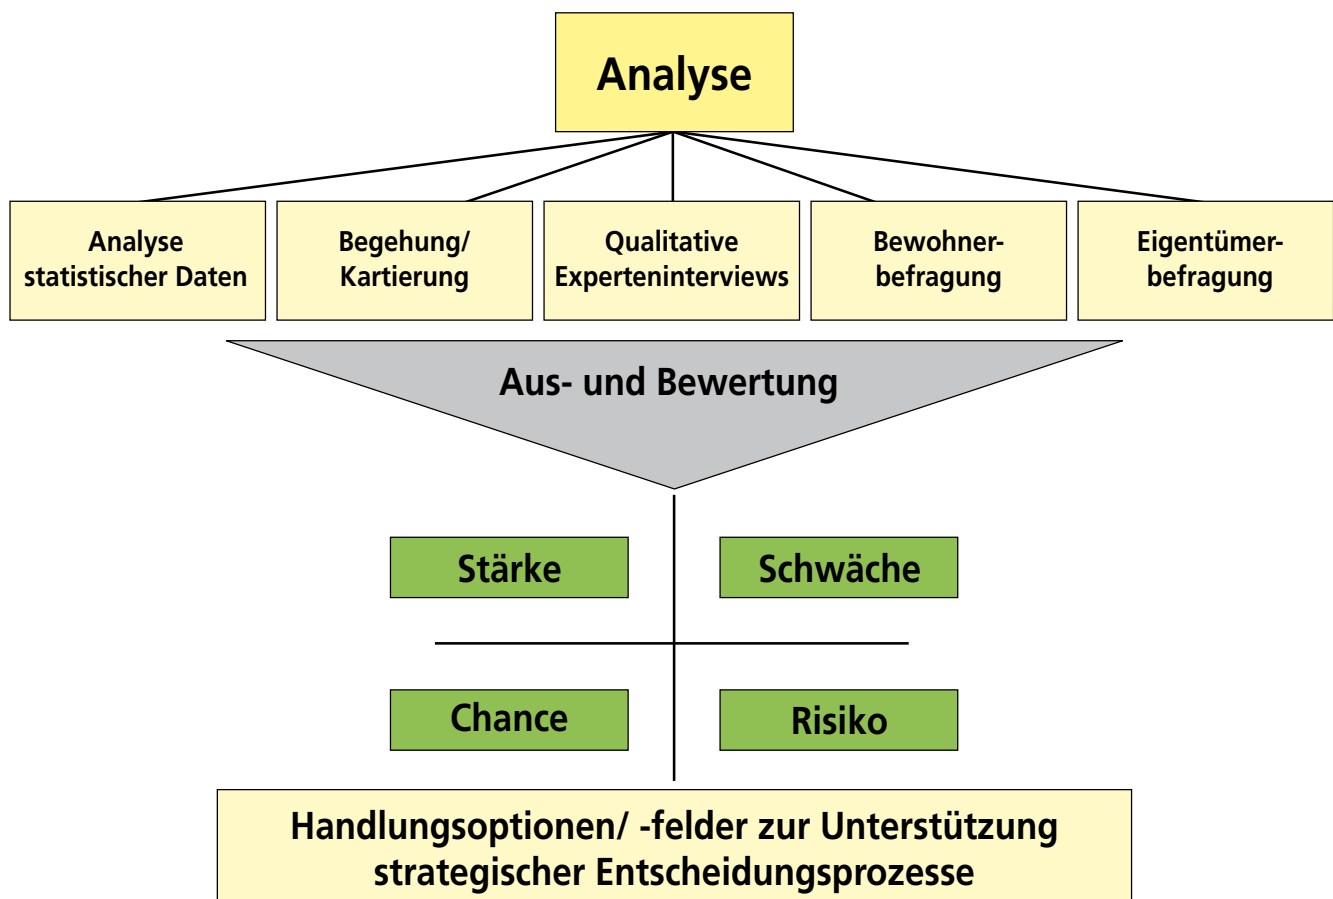 Analyse
Analyse
statistischer Daten
Begehung/
Kartierung
Qualitative
Experteninterviews
Bewohner-
befragung
Eigentümer-
befragung
Aus- und Bewertung
Stärke
Schwäche
Chance
Risiko
Handlungsoptionen/ -felder zur Unterstützung
strategischer Entscheidungsprozesse